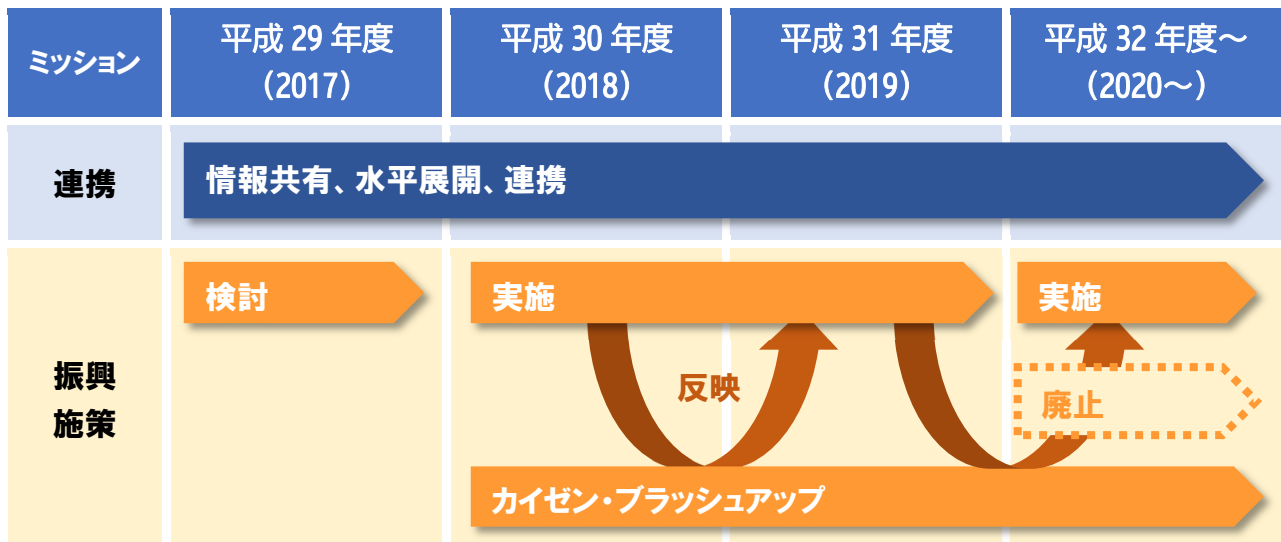 ミッション
平成 29 年度
（2017）
平成 30 年度
（2018）
平成 31 年度
（2019）
平成 32 年度～
（2020～）
連携
情報共有、水平展開、連携
振興
施策
検討
実施
実施
反映
廃止
カイゼン・ブラッシュアップ